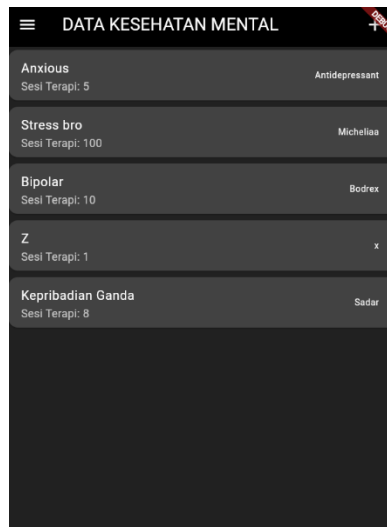 DATA KESEHATAN MENTAL
Anxious
Sesi Terapi: 5
Antidepressant
Stress bro
Sesi Terapi: 100
Micheliaa
Bipolar
Sesi Terapi: 10
Bodrex
Z
Sesi Terapi: 1
x
Kepribadian Ganda
Sesi Terapi: 8
Sadar